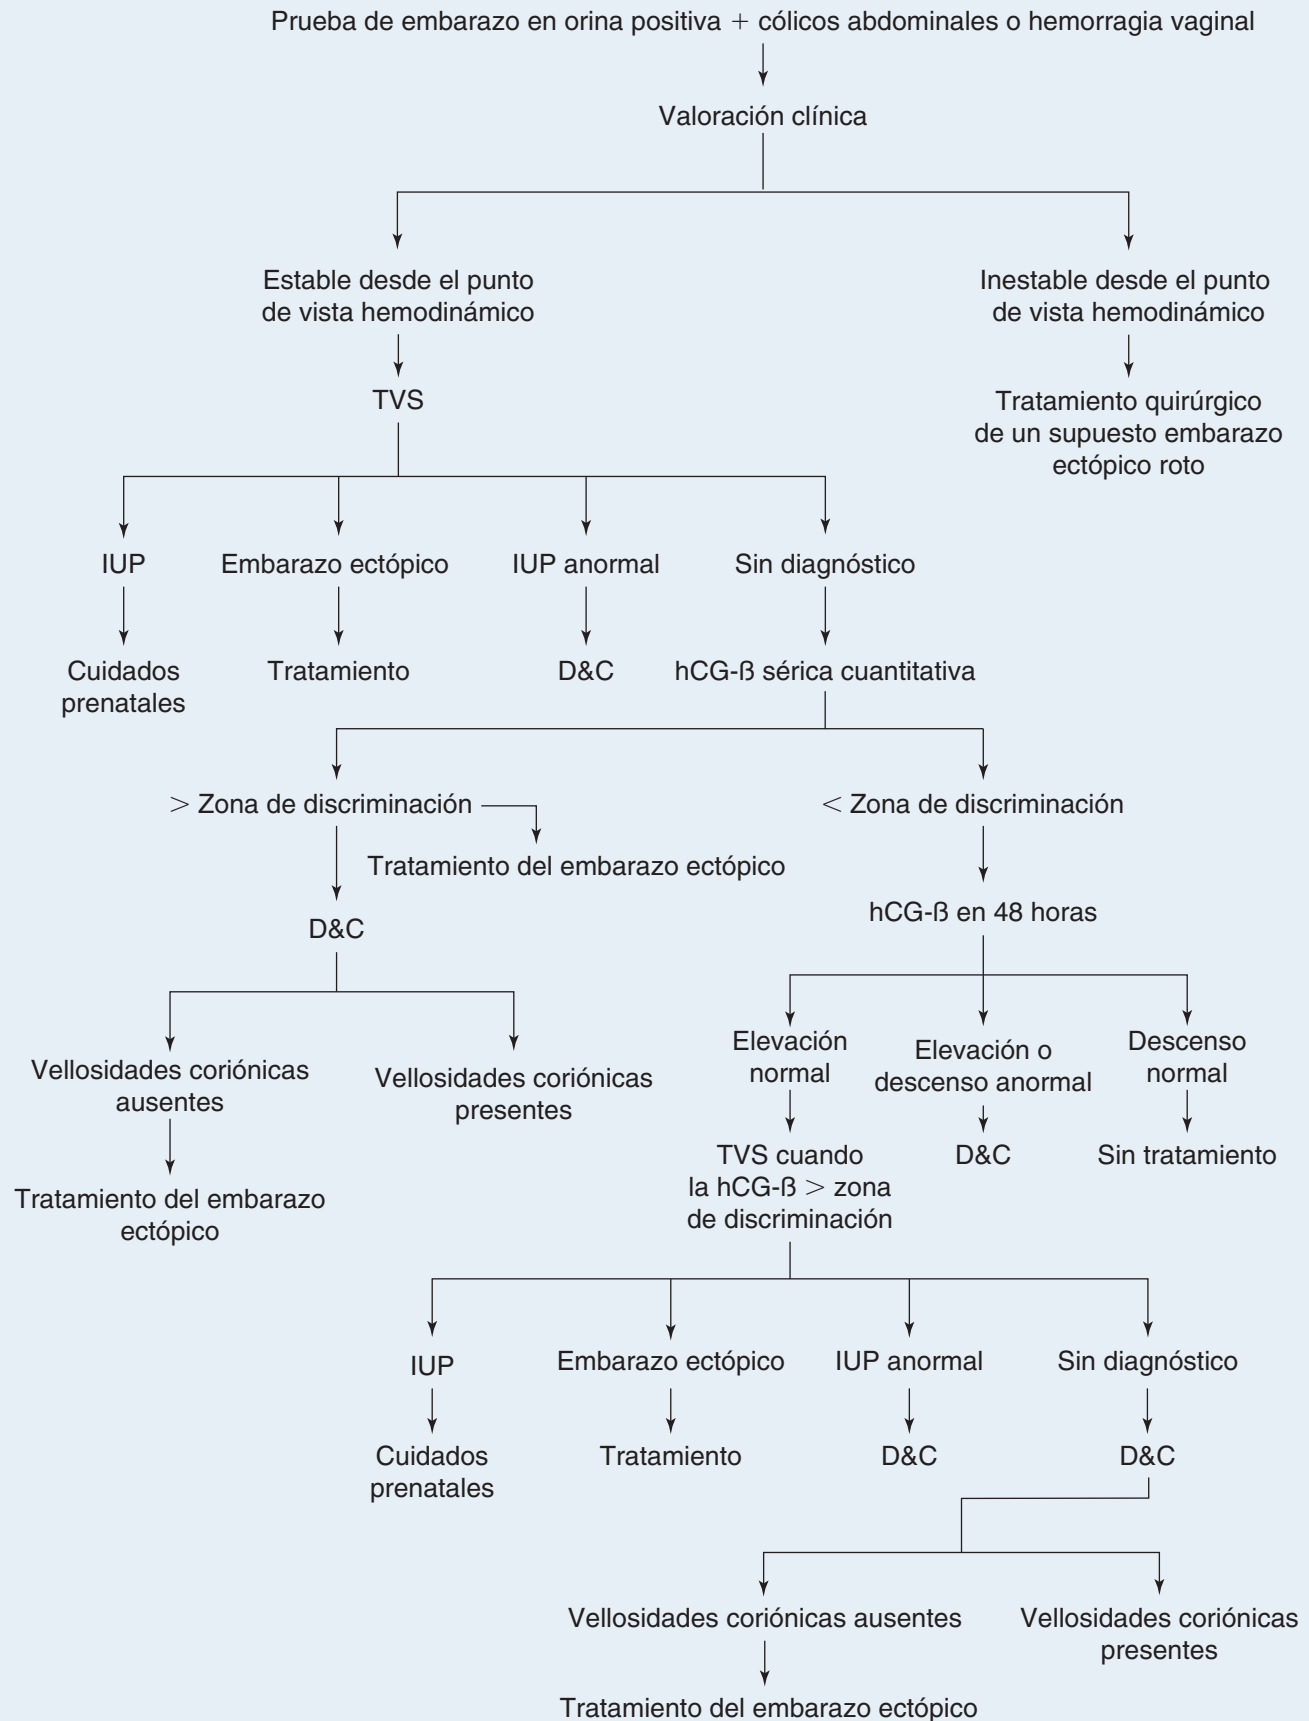 Prueba de embarazo en orina positiva + cólicos abdominales o hemorragia vaginal
Valoración clínica
Estable desde el punto
de vista hemodinámico
Inestable desde el punto
de vista hemodinámico
TVS
Tratamiento quirúrgico
de un supuesto embarazo
ectópico roto
IUP
Embarazo ectópico
IUP anormal
Sin diagnóstico
Cuidados
prenatales
Tratamiento
D&C
hCG-ß sérica cuantitativa
> Zona de discriminación
< Zona de discriminación
Tratamiento del embarazo ectópico
D&C
hCG-ß en 48 horas
Vellosidades coriónicas
ausentes
Vellosidades coriónicas
presentes
Elevación
normal
Elevación o
descenso anormal
Descenso
normal
Tratamiento del embarazo
ectópico
TVS cuando
la hCG-ß > zona
de discriminación
D&C
Sin tratamiento
IUP
Embarazo ectópico
IUP anormal
Sin diagnóstico
Cuidados
prenatales
Tratamiento
D&C
D&C
Vellosidades coriónicas ausentes
Vellosidades coriónicas
presentes
Tratamiento del embarazo ectópico